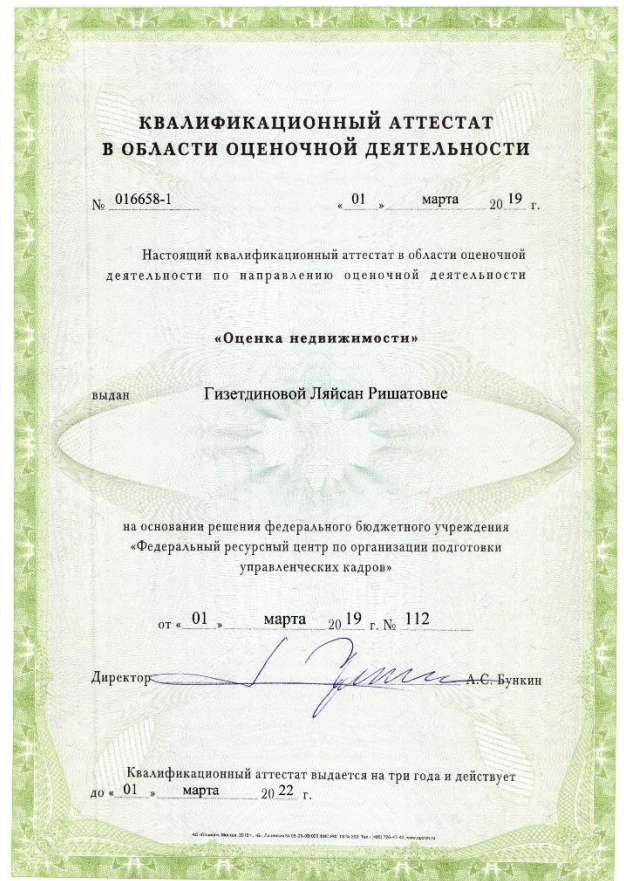 КВАЛИФИКАЦИОННЫЙ АТТЕСТАТ
В ОБЛАСТИ ОЦЕНОЧНОЙ ДЕЯТЕЛЬНОСТИ
№ 016658-1 « 01 » марта 20 19 г.
Настоящий квалификационный аттестат в области оценочной
деятельности по направлению оценочной деятельности
«Оценка недвижимости»
выдан Гизетдиновой Ляйсан Ришатовне
на основании решения федерального бюджетного учреждения
«Федеральный ресурсный центр по организации подготовки
управленческих кадров»
от « 01 » марта 20 19 г. № 112
Директор А.С. Бункин
Квалификационный аттестат выдается на три года и действует
до « 01 » марта 20 22 г.